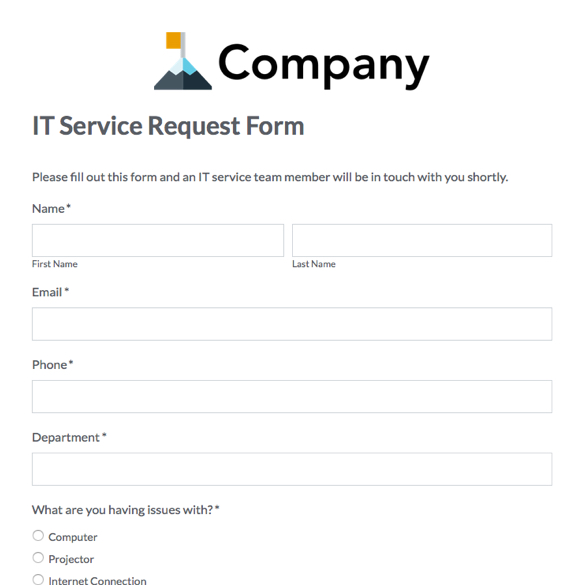 Company
IT Service Request Form
Please fill out this form and an IT service team member will be in touch with you shortly.
Name*
First Name
Last Name
Email*
Phone*
Department*
What are you having issues with?*
Computer
Projector
Internet Connection